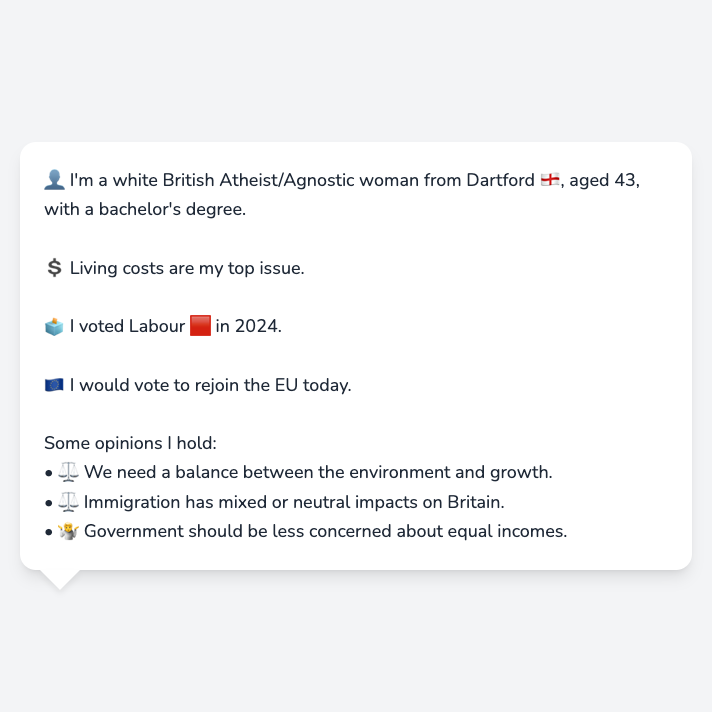 👤 I'm a white British Atheist/Agnostic woman from Dartford 🏴󠁧󠁢󠁥󠁮󠁧󠁿, aged 43,
with a bachelor's degree.
💲 Living costs are my top issue.
🗳️ I voted Labour 🟥 in 2024.
🇪🇺 I would vote to rejoin the EU today.
Some opinions I hold:
• ⚖️ We need a balance between the environment and growth.
• ⚖️ Immigration has mixed or neutral impacts on Britain.
• 🤷 Government should be less concerned about equal incomes.